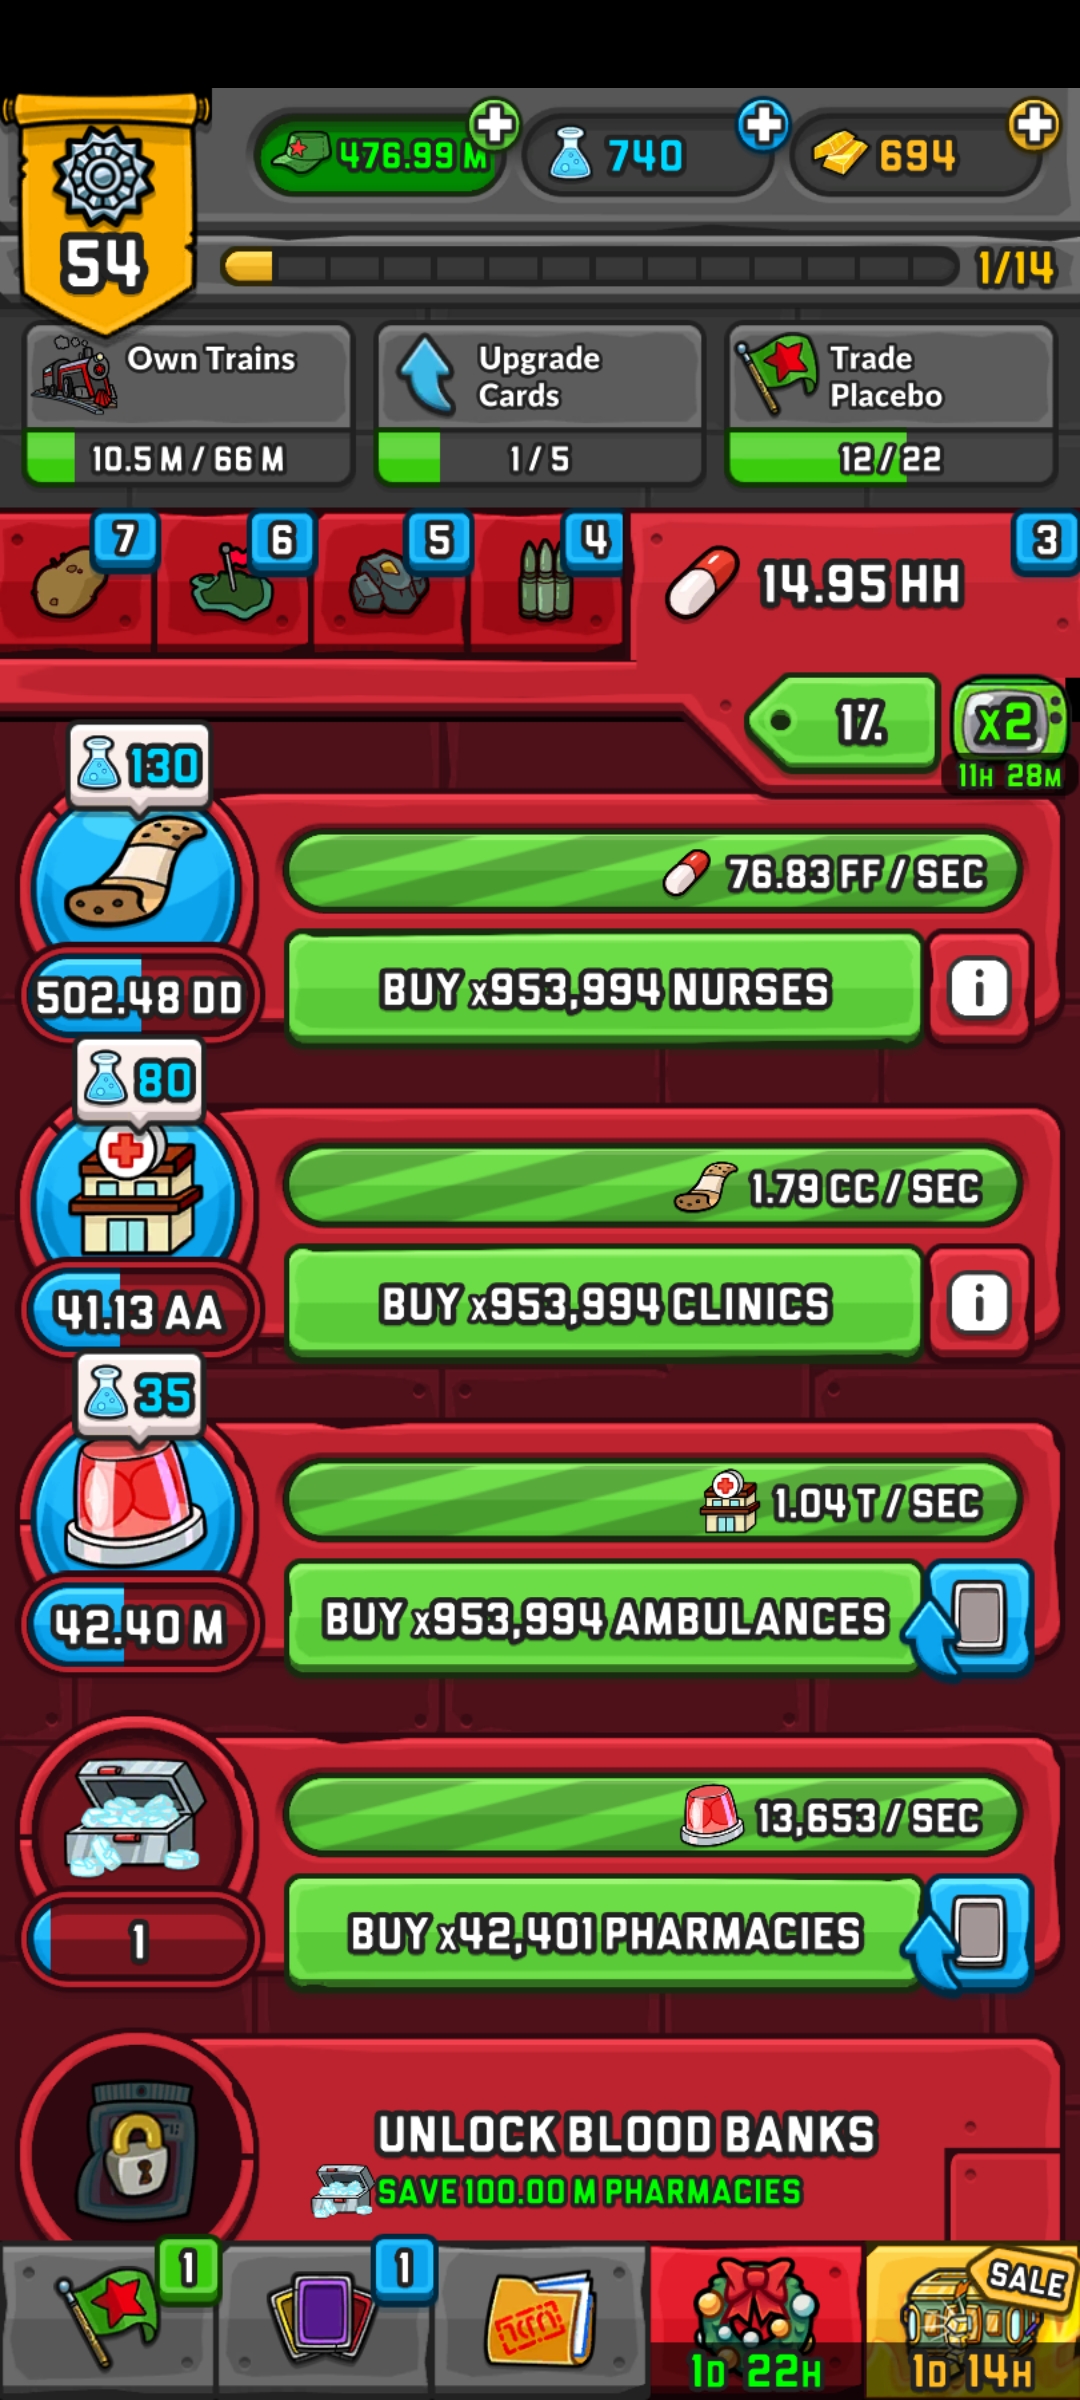 54
476.99 M
740
694
1/14
Own Trains
10.5 M / 66 M
Upgrade
Cards
1 / 5
Trade
Placebo
12 / 22
7
6
5
4
14.95 HH
3
1%
x2
11H 28M
130
76.83 FF / SEC
502.48 DD
BUY x953,994 NURSES
i
80
1.79 CC / SEC
41.13 AA
BUY x953,994 CLINICS
i
35
1.04 T / SEC
42.40 M
BUY x953,994 AMBULANCES
13,653 / SEC
1
BUY x42,401 PHARMACIES
UNLOCK BLOOD BANKS
SAVE 100.00 M PHARMACIES
1
1
1D 22H
SALE
1D 14H